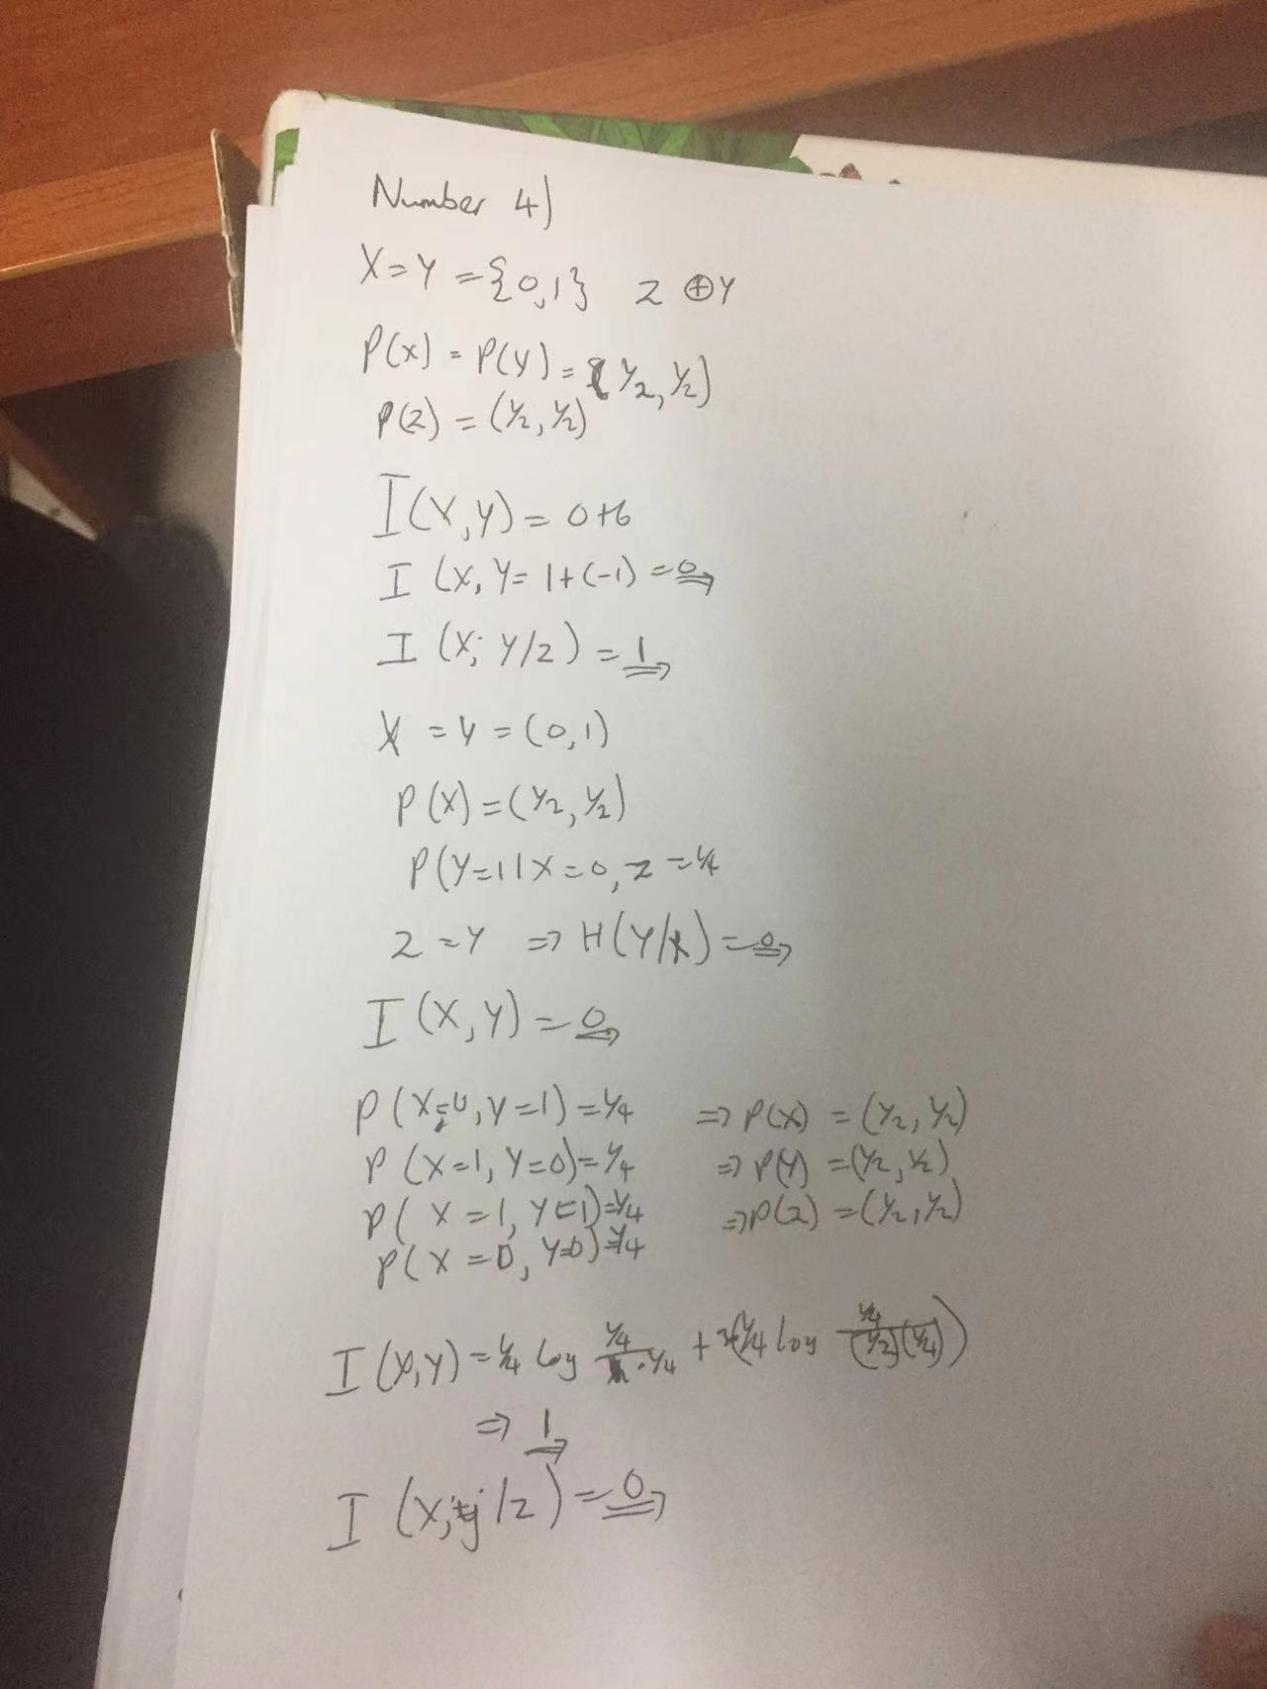 Number 4)
X = Y = {0,1} Z ⊕ Y
P(X) = P(Y) = (1/2, 1/2)
P(Z) = (1/2, 1/2)
I(X,Y) = 0+0
I (X, Y = 1+(-1) = 0
I (X; Y/Z) = 1
X = Y = (0,1)
P(X) = (1/2, 1/2)
P(Y=1|X=0, Z = 1/4
Z = Y ⇒ H(Y/X) = 0
I (X,Y) = 0
P(X=0, Y=1) = 1/4 ⇒ P(X) = (1/2, 1/2)
P(X=1, Y=0) = 1/4 ⇒ P(Y) = (1/2, 1/2)
P(X=1, Y=1) = 1/4 ⇒ P(Z) = (1/2, 1/2)
P(X=0, Y=0) = 1/4
I (X,Y) = 1/4 log (1/4)/( · 1/4) + (1/4 log (1/4)/((1/2)(1/4)))
⇒ 1
I (X; y/z) = 0